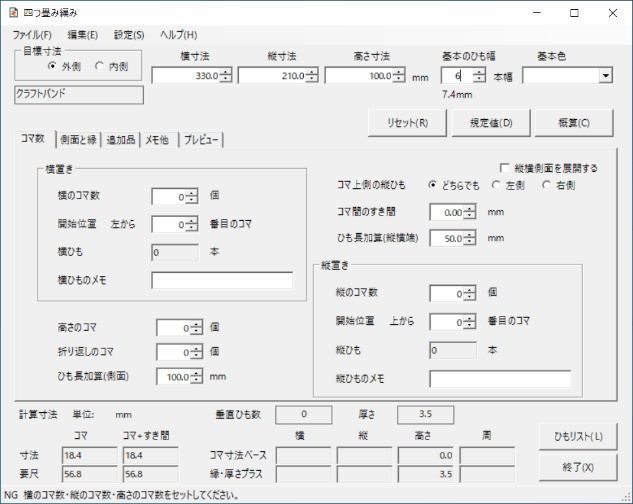 四つ畳み編み
ファイル(F) 編集(E) 設定(S) ヘルプ(H)
目標寸法 横寸法 縦寸法 高さ寸法 基本のひも幅 基本色
外側 内側 330.0 210.0 100.0 mm 6 本幅
クラフトバンド 7.4mm
リセット(R) 規定値(D) 概算(C)
コマ数 側面と縁 追加品 メモ他 プレビュー
横置き
横のコマ数 0 個
開始位置 左から 0 番目のコマ
横ひも 0 本
横ひものメモ
高さのコマ 0 個
折り返しのコマ 0 個
ひも長加算(側面) 100.0 mm
縦横側面を展開する
コマ上側の縦ひも どちらでも 左側 右側
コマ間のすき間 0.00 mm
ひも長加算(縦横端) 50.0 mm
縦置き
縦のコマ数 0 個
開始位置 上から 0 番目のコマ
縦ひも 0 本
縦ひものメモ
計算寸法 単位: mm 垂直ひも数 0 厚さ 3.5
コマ コマ+すき間 横 縦 高さ 周
寸法 18.4 18.4 コマ寸法ベース 0.0
要尺 56.8 56.8 縁・厚さプラス 3.5
ひもリスト(L)
終了(X)
NG 横のコマ数・縦のコマ数・高さのコマ数をセットしてください。